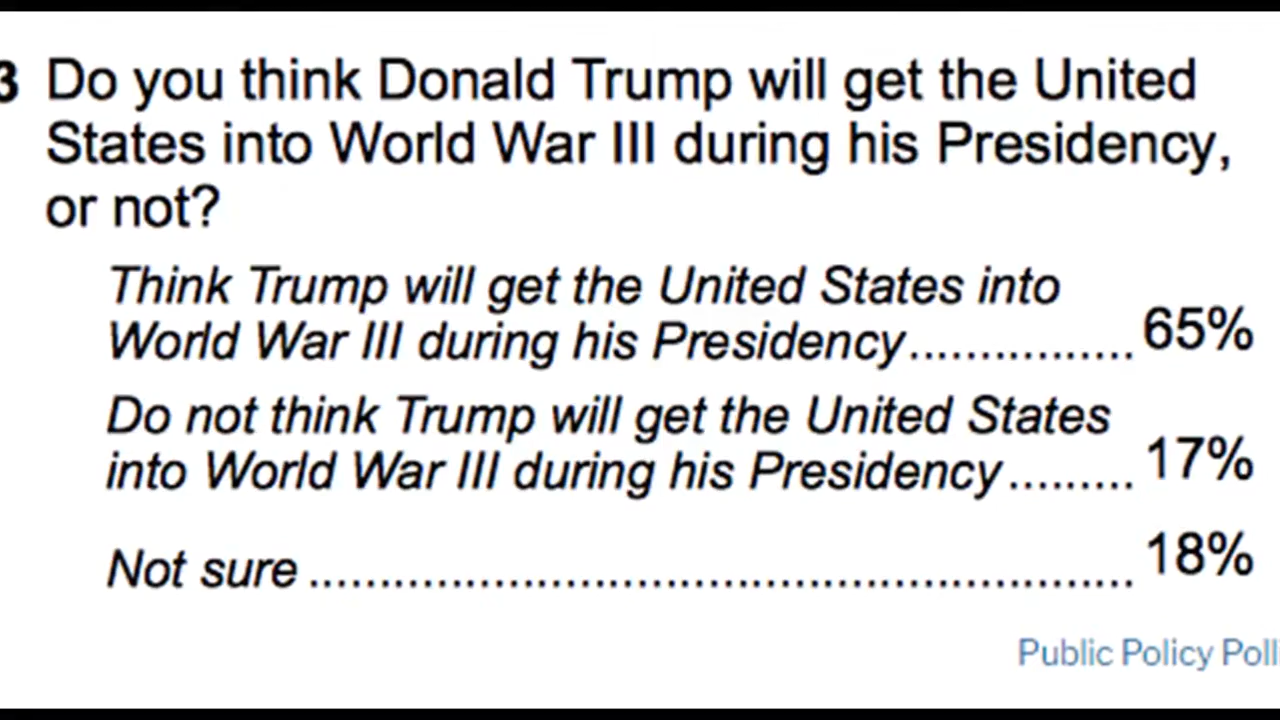 3 Do you think Donald Trump will get the United
States into World War III during his Presidency,
or not?
Think Trump will get the United States into
World War III during his Presidency................ 65%
Do not think Trump will get the United States
into World War III during his Presidency......... 17%
Not sure .......................................................... 18%
Public Policy Polli